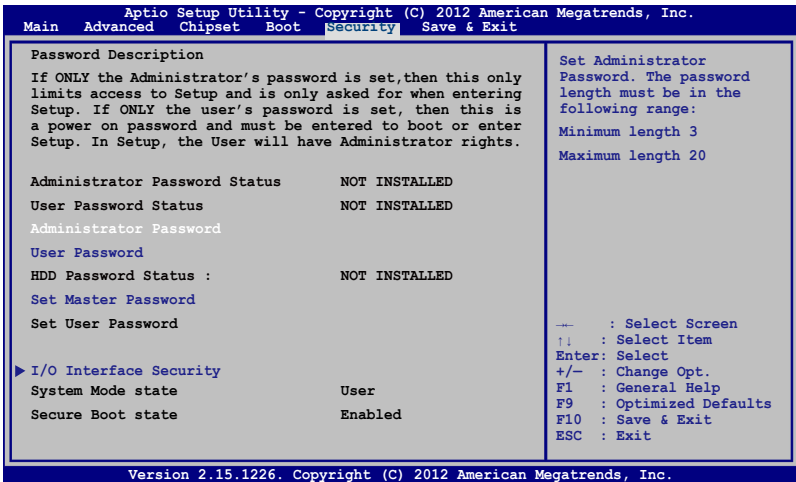 Aptio Setup Utility - Copyright (C) 2012 American Megatrends, Inc.
Main Advanced Chipset Boot Security Save & Exit
Password Description
If ONLY the Administrator's password is set,then this only
limits access to Setup and is only asked for when entering
Setup. If ONLY the user's password is set, then this is
a power on password and must be entered to boot or enter
Setup. In Setup, the User will have Administrator rights.
Administrator Password Status NOT INSTALLED
User Password Status NOT INSTALLED
Administrator Password
User Password
HDD Password Status : NOT INSTALLED
Set Master Password
Set User Password
I/O Interface Security
System Mode state User
Secure Boot state Enabled
Set Administrator
Password. The password
length must be in the
following range:
Minimum length 3
Maximum length 20
→← : Select Screen
↑↓ : Select Item
Enter: Select
+/— : Change Opt.
F1 : General Help
F9 : Optimized Defaults
F10 : Save & Exit
ESC : Exit
Version 2.15.1226. Copyright (C) 2012 American Megatrends, Inc.